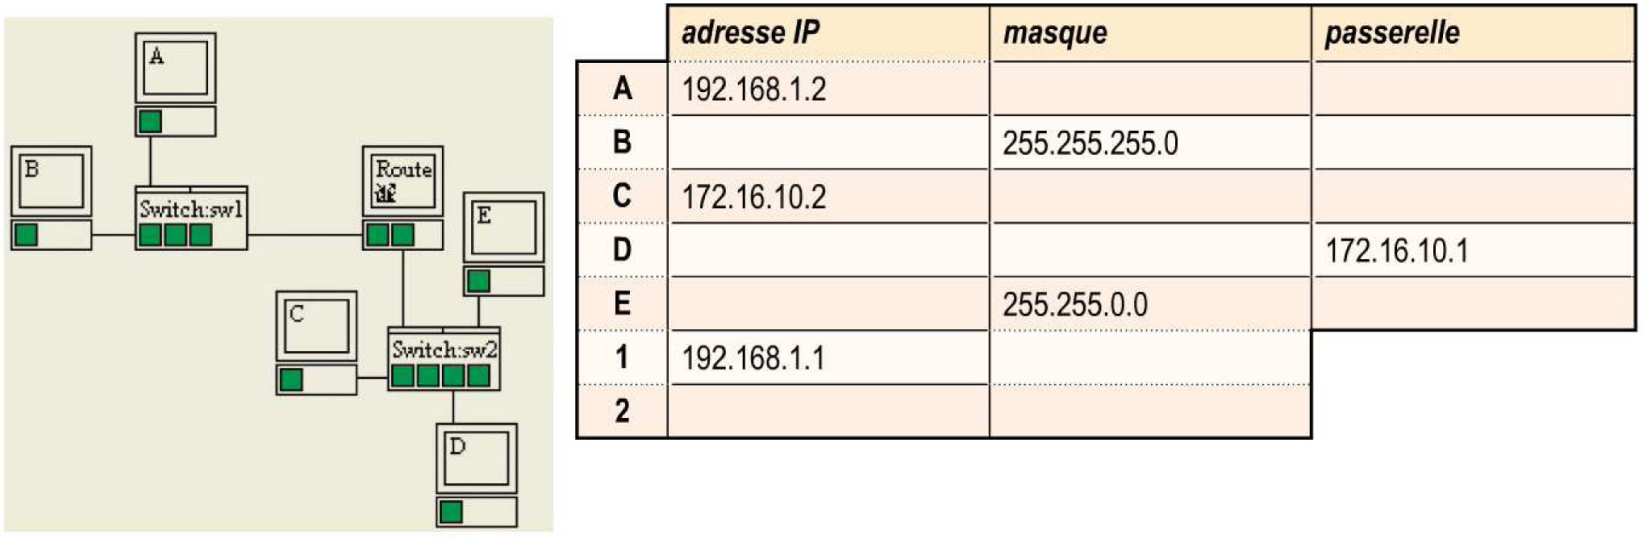 A
B
Route
E
Switch:sw1
C
Switch:sw2
D
adresse IP masque passerelle
A 192.168.1.2
B 255.255.255.0
C 172.16.10.2
D 172.16.10.1
E 255.255.0.0
1 192.168.1.1
2